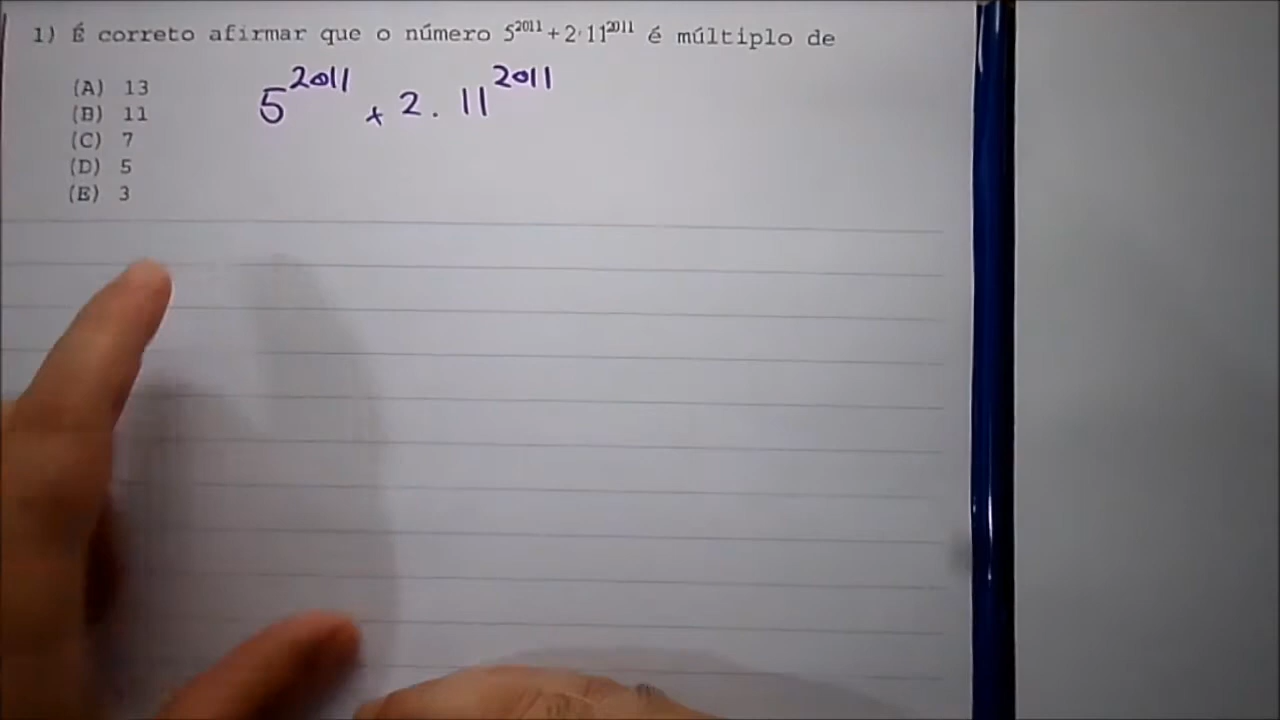 1) É correto afirmar que o número 5²⁰¹¹+2·11²⁰¹¹ é múltiplo de
(A) 13
(B) 11
(C) 7
(D) 5
(E) 3
5²⁰¹¹ + 2 . 11²⁰¹¹